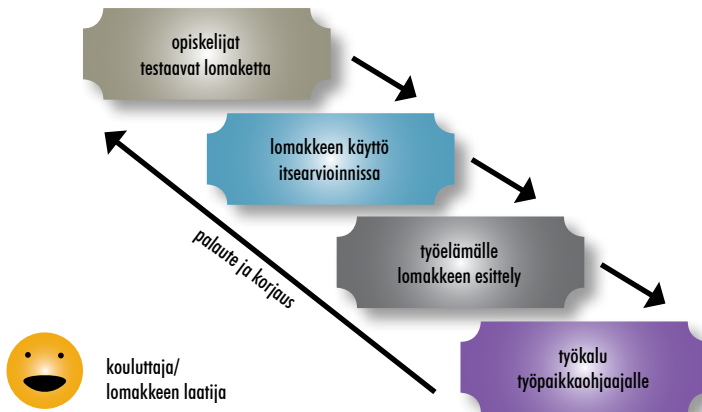 opiskelijat
testaavat lomaketta
lomakkeen käyttö
itsearvioinnissa
työelämälle
lomakkeen esittely
palaute ja korjaus
työkalu
työpaikkaohjaajalle
kouluttaja/
lomakkeen laatija